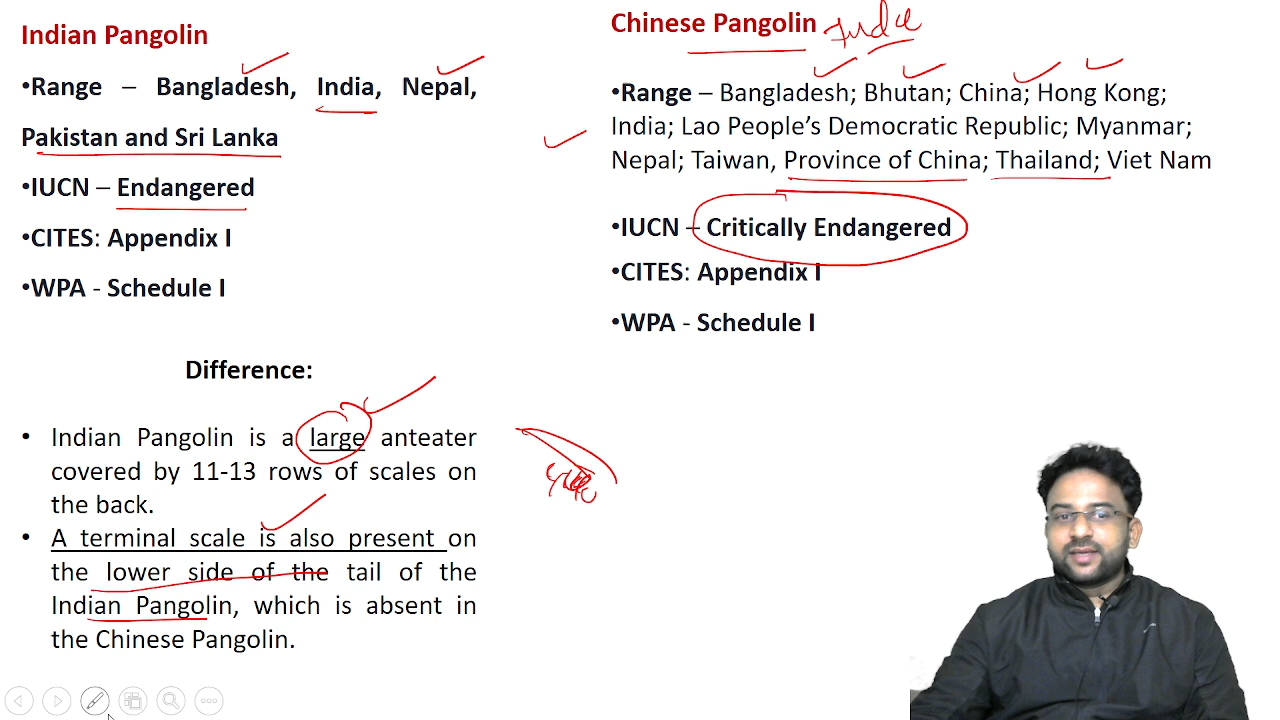 Indian Pangolin
•Range – Bangladesh, India, Nepal,
Pakistan and Sri Lanka
•IUCN – Endangered
•CITES: Appendix I
•WPA - Schedule I
Difference:
• Indian Pangolin is a large anteater
covered by 11-13 rows of scales on
the back.
• A terminal scale is also present on
the lower side of the tail of the
Indian Pangolin, which is absent in
the Chinese Pangolin.
Chinese Pangolin India
•Range – Bangladesh; Bhutan; China; Hong Kong;
India; Lao People’s Democratic Republic; Myanmar;
Nepal; Taiwan, Province of China; Thailand; Viet Nam
•IUCN – Critically Endangered
•CITES: Appendix I
•WPA - Schedule I